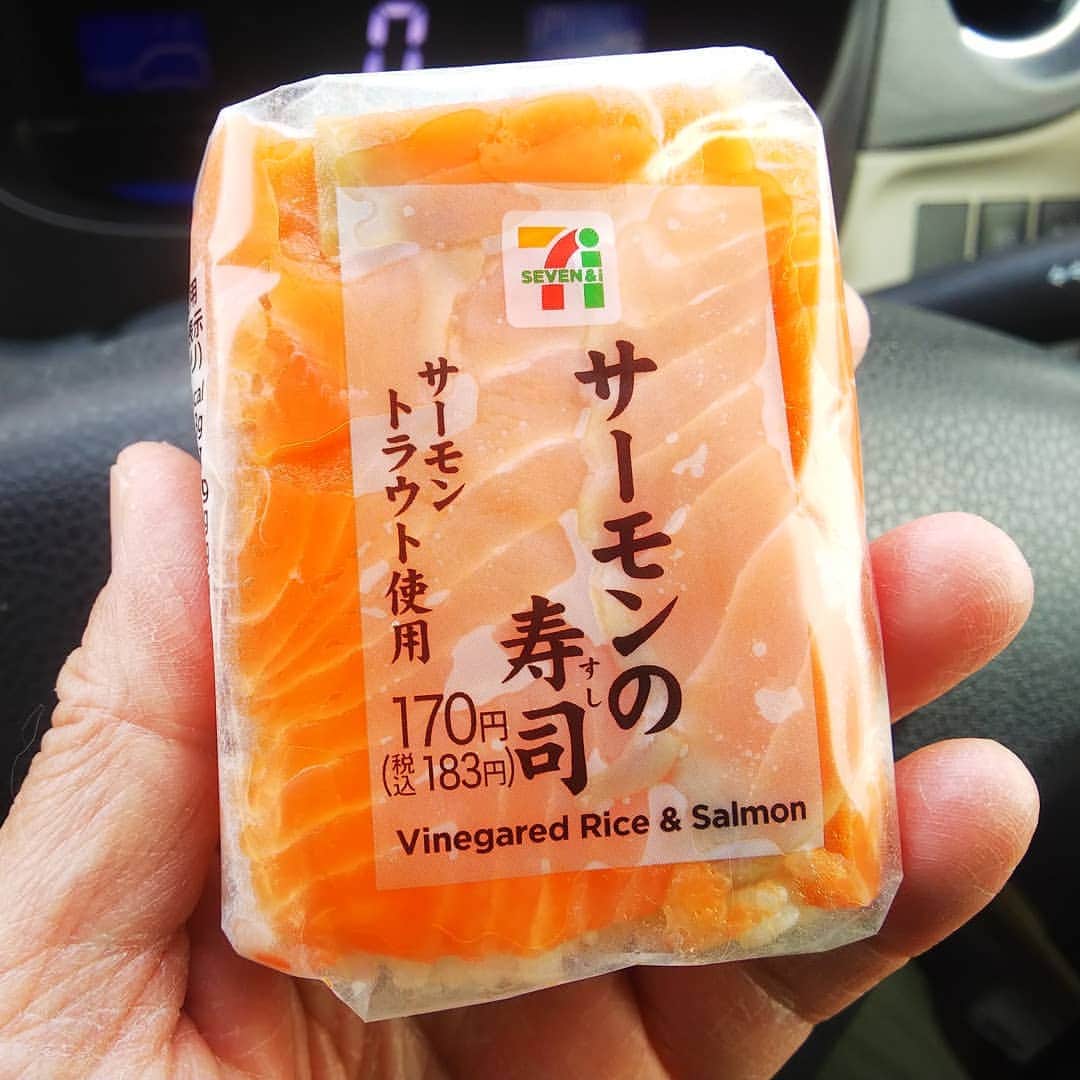 SEVEN&i
サーモンの
寿司
すし
サーモン
トラウト使用
170円
(税込 183円)
Vinegared Rice & Salmon
0